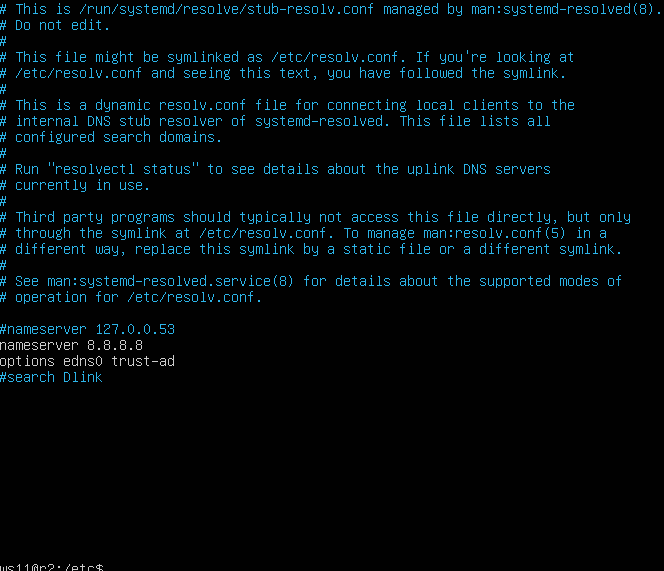 # This is /run/systemd/resolve/stub-resolv.conf managed by man:systemd-resolved(8).
# Do not edit.
#
# This file might be symlinked as /etc/resolv.conf. If you're looking at
# /etc/resolv.conf and seeing this text, you have followed the symlink.
#
# This is a dynamic resolv.conf file for connecting local clients to the
# internal DNS stub resolver of systemd-resolved. This file lists all
# configured search domains.
#
# Run "resolvectl status" to see details about the uplink DNS servers
# currently in use.
#
# Third party programs should typically not access this file directly, but only
# through the symlink at /etc/resolv.conf. To manage man:resolv.conf(5) in a
# different way, replace this symlink by a static file or a different symlink.
#
# See man:systemd-resolved.service(8) for details about the supported modes of
# operation for /etc/resolv.conf.
#nameserver 127.0.0.53
nameserver 8.8.8.8
options edns0 trust-ad
#search Dlink
ws11@r2:/etc$